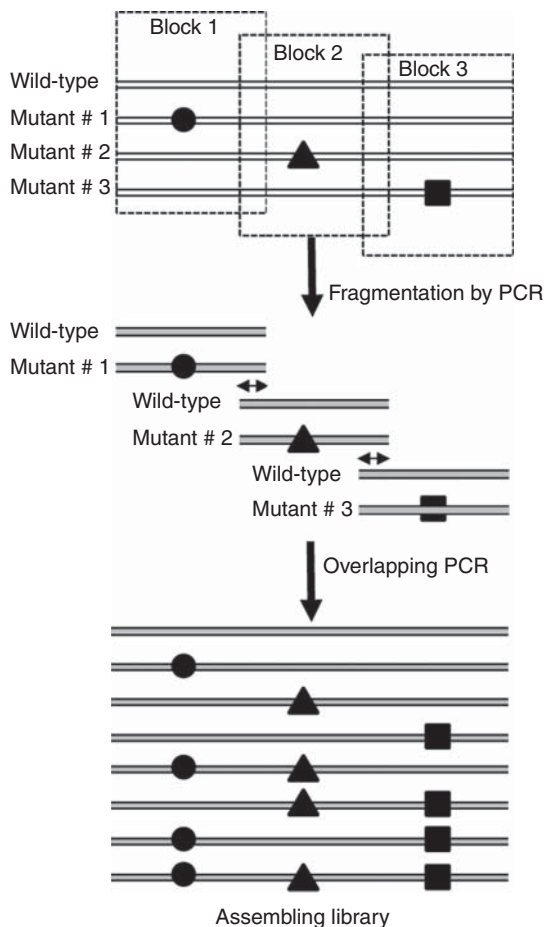 Block 1
Block 2
Block 3
Wild-type
Mutant # 1
Mutant # 2
Mutant # 3
Fragmentation by PCR
Wild-type
Mutant # 1
Wild-type
Mutant # 2
Wild-type
Mutant # 3
Overlapping PCR
Assembling library